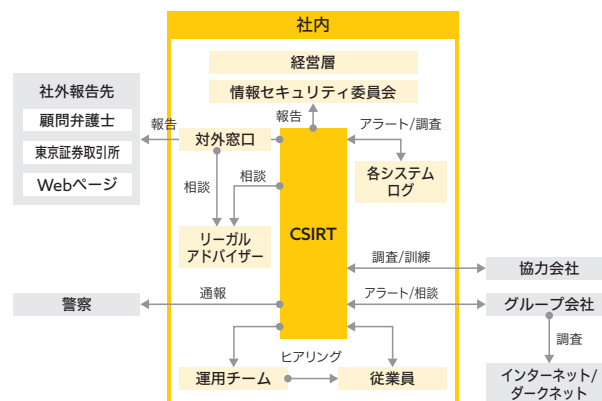 社内
経営層
情報セキュリティ委員会
社外報告先
顧問弁護士
東京証券取引所
Webページ
報告
対外窓口
報告
アラート/調査
各システム
ログ
相談
相談
リーガル
アドバイザー
CSIRT
調査/訓練
協力会社
警察
通報
アラート/相談
グループ会社
調査
ヒアリング
運用チーム
従業員
インターネット/
ダークネット